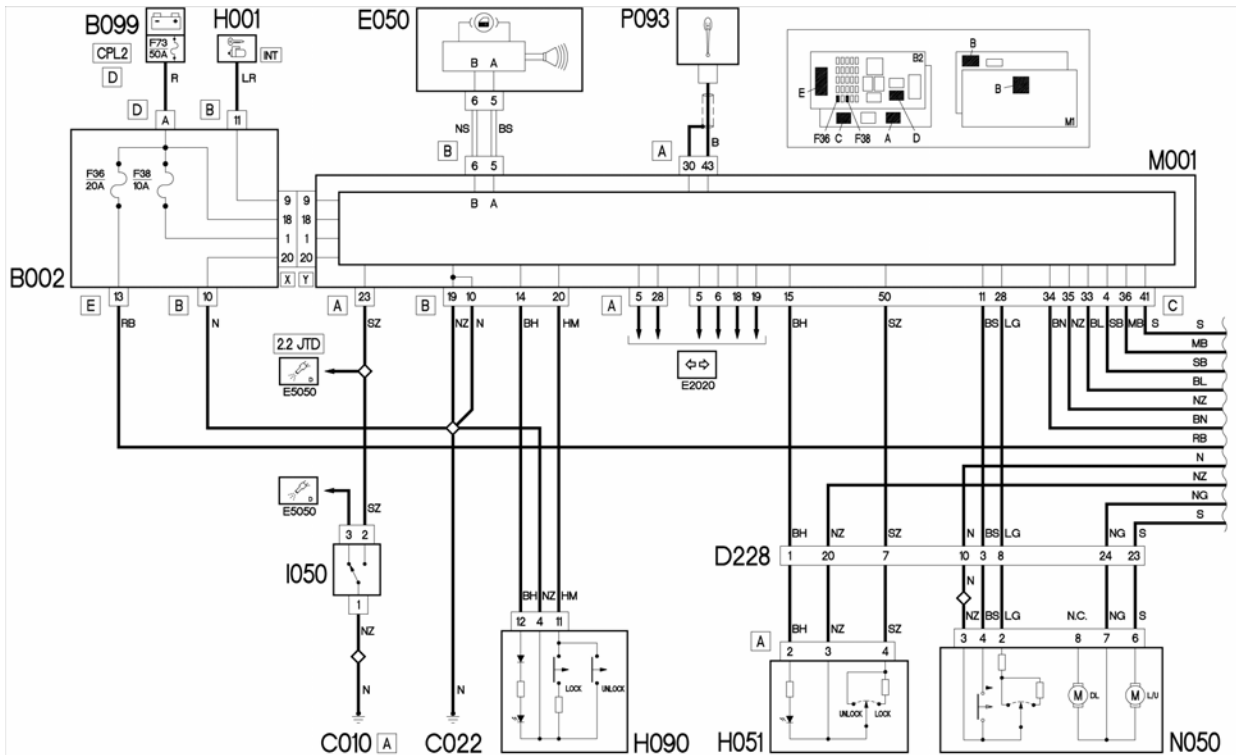 B099 H001 E050 P093
CPL2 F73 50A INT
D R LR B A
B B2
E B
6 5
D A B 11 NS BS B
F36 C F38 A D M1
B 6 5 A 30 43 M001
F36 20A F38 10A
B A
9 9
18 18
1 1
20 20
X Y
B002
E 13 B 10 A 23 B 19 10 14 20 A 5 28 5 6 18 19 15 50 11 28 34 35 33 4 36 41 C
RB N SZ NZ N BH HM BH SZ BS LG BN NZ BL SB MB S S
2.2 JTD MB
E5050 E2020 SB
BL
NZ
BN
RB
N
E5050 SZ NZ
NG
S
3 2 BH NZ SZ N BS LG NG S
D228 1 20 7 10 3 8 24 23
I050
1 N
BH NZ HM BH NZ SZ NZ BS LG N.C. NG S
NZ 12 4 11 A 2 3 4 3 4 2 8 7 6
N N LOCK UNLOCK UNLOCK LOCK M DL M L/U
C010 A C022 H090 H051 N050